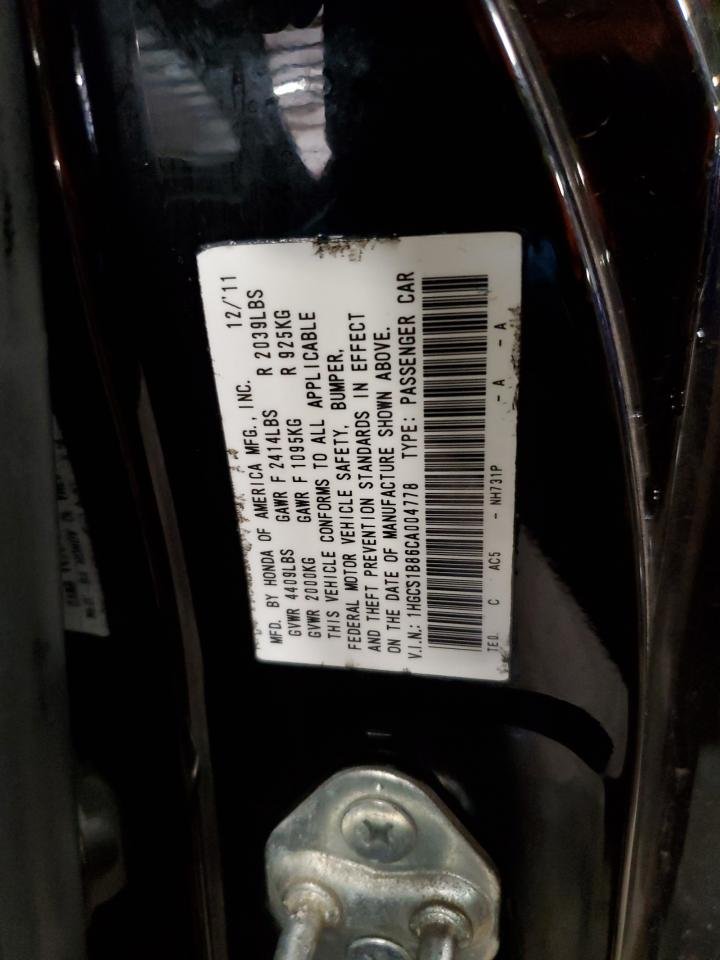 MFD. BY HONDA OF AMERICA MFG., INC. 12/'11
GVWR 4409LBS GAWR F 2414LBS R 2039LBS
GVWR 2000KG GAWR F 1095KG R 925KG
THIS VEHICLE CONFORMS TO ALL APPLICABLE
FEDERAL MOTOR VEHICLE SAFETY, BUMPER,
AND THEFT PREVENTION STANDARDS IN EFFECT
ON THE DATE OF MANUFACTURE SHOWN ABOVE.
V.I.N.: 1HGCS1B86CA004778 TYPE: PASSENGER CAR
TE0 C AC5 - NH731P - A - A